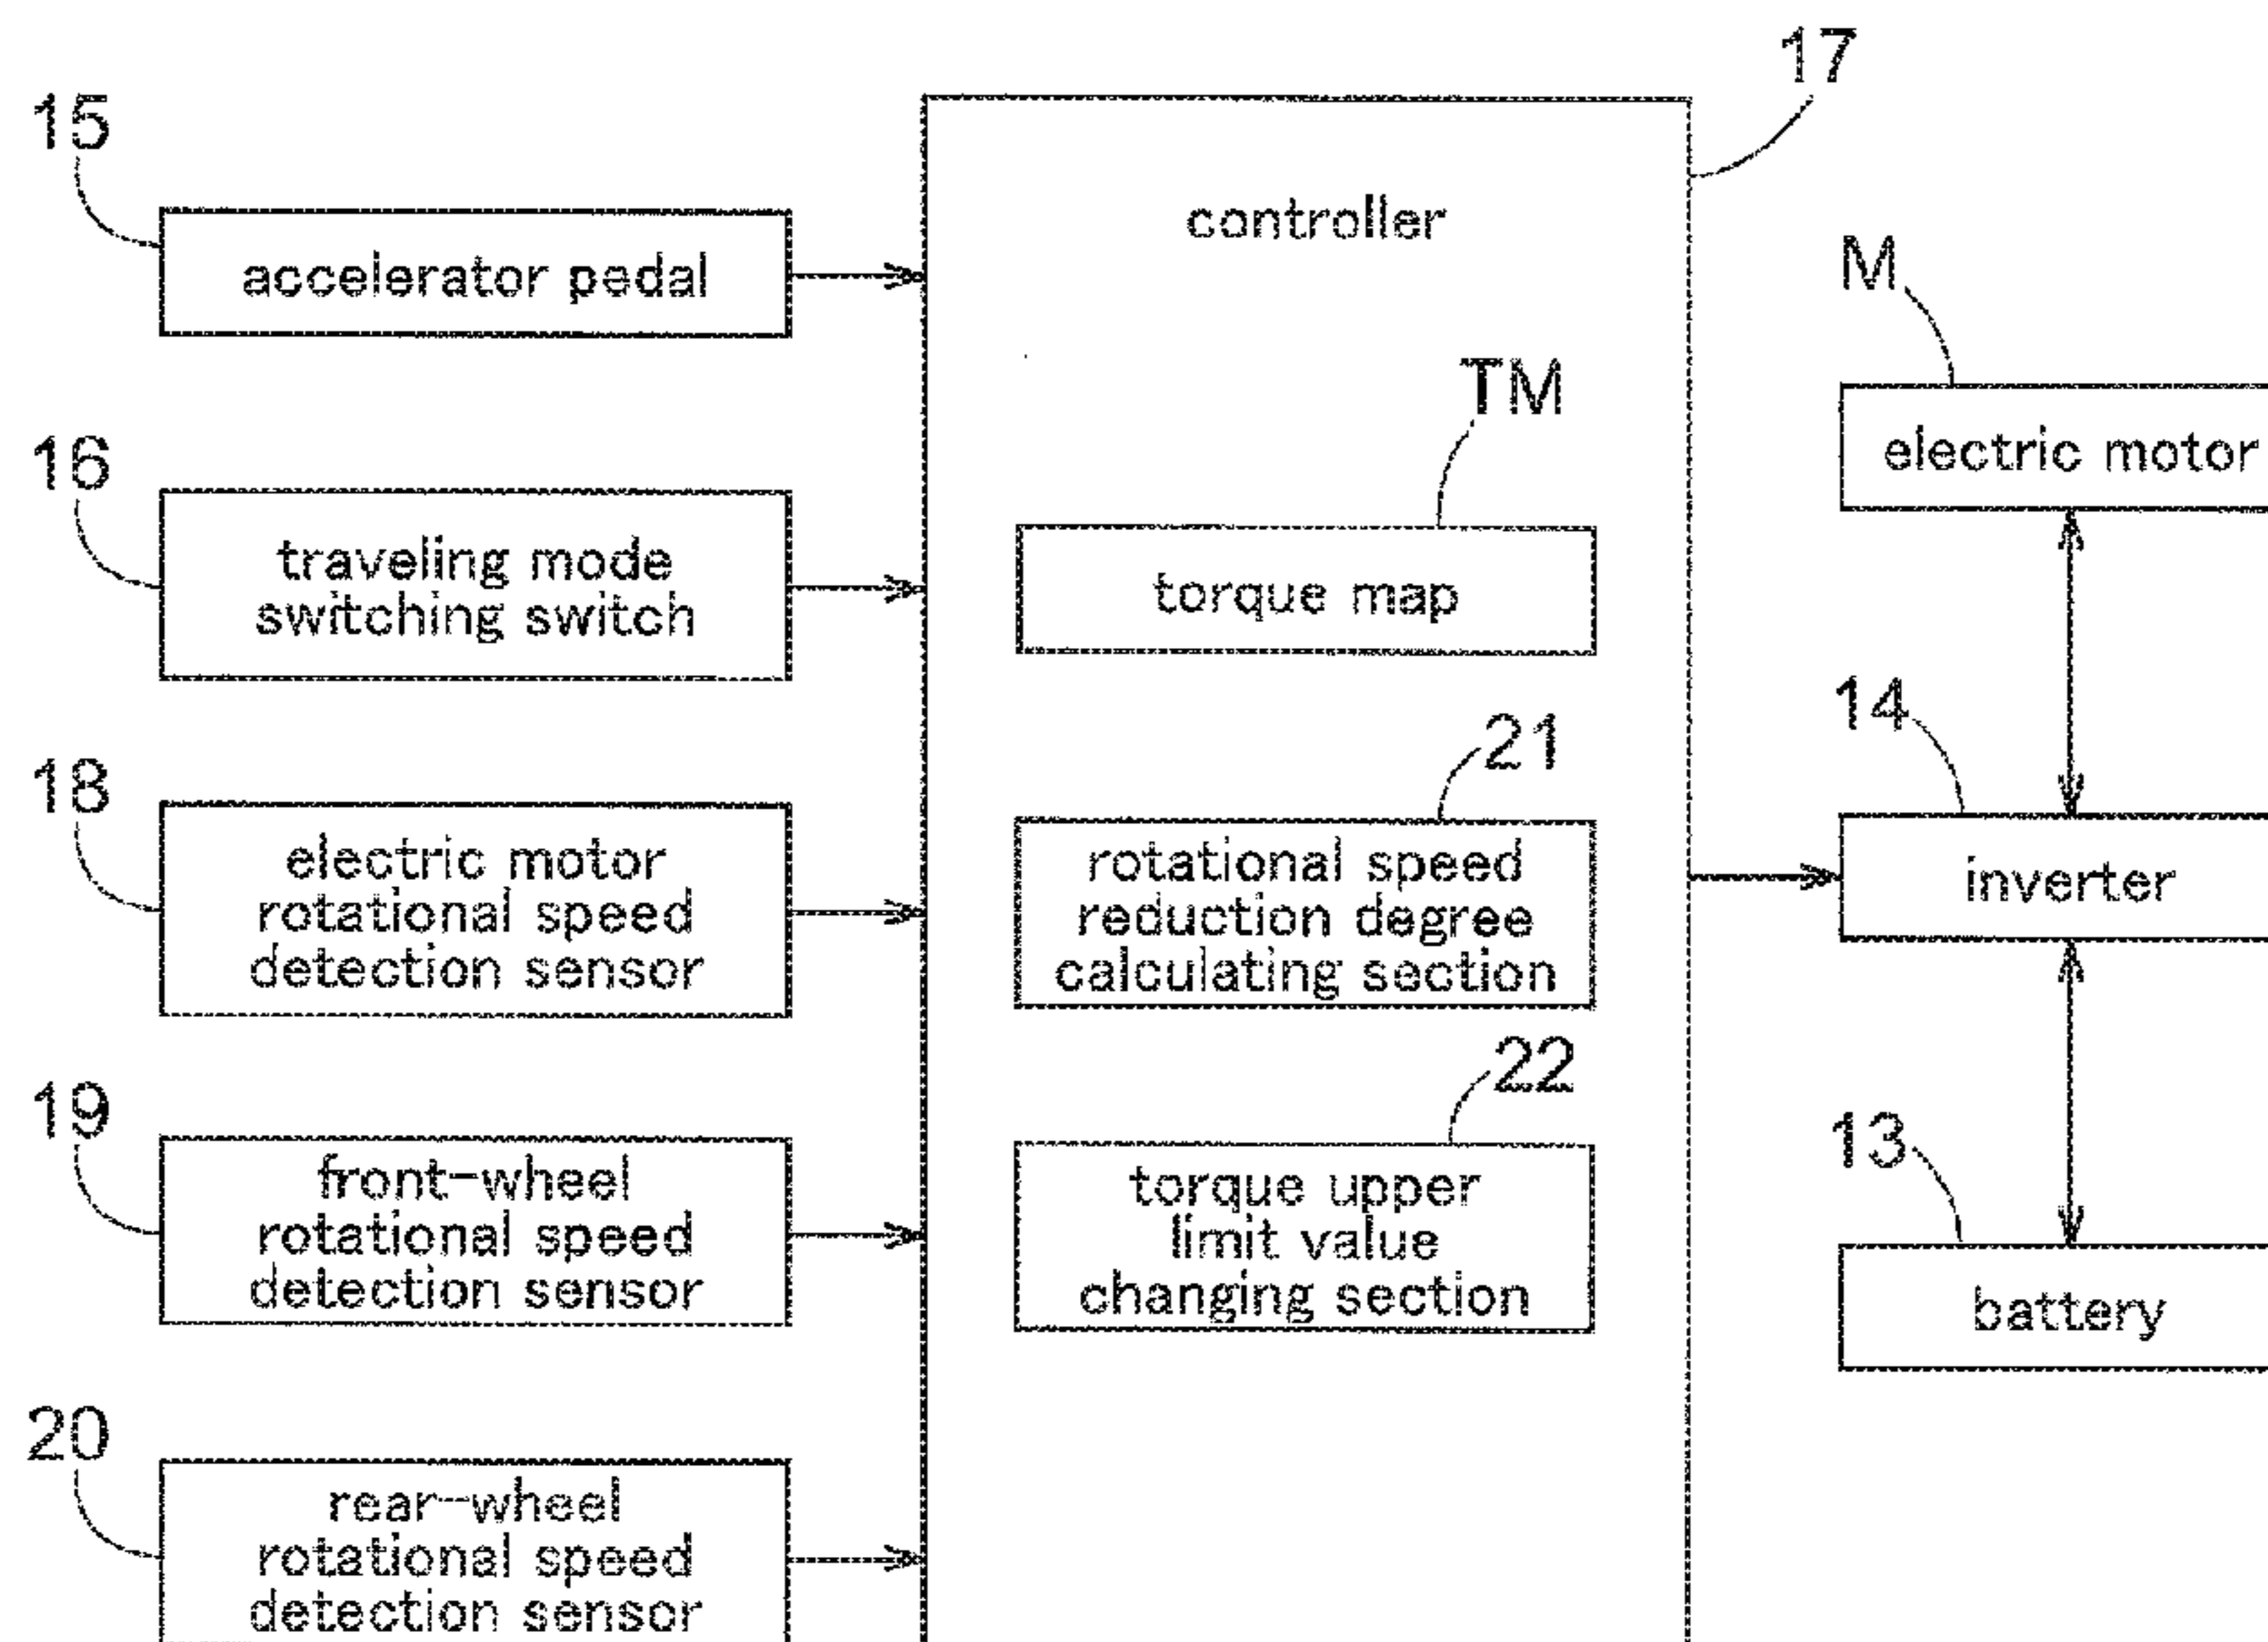 17
15
controller
accelerator pedal
M
TM
electric motor
16
traveling mode
switching switch
torque map
14
21
18
electric motor
rotational speed
detection sensor
rotational speed
reduction degree
calculating section
inverter
22
19
front-wheel
rotational speed
detection sensor
torque upper
limit value
changing section
13
battery
20
rear-wheel
rotational speed
detection sensor